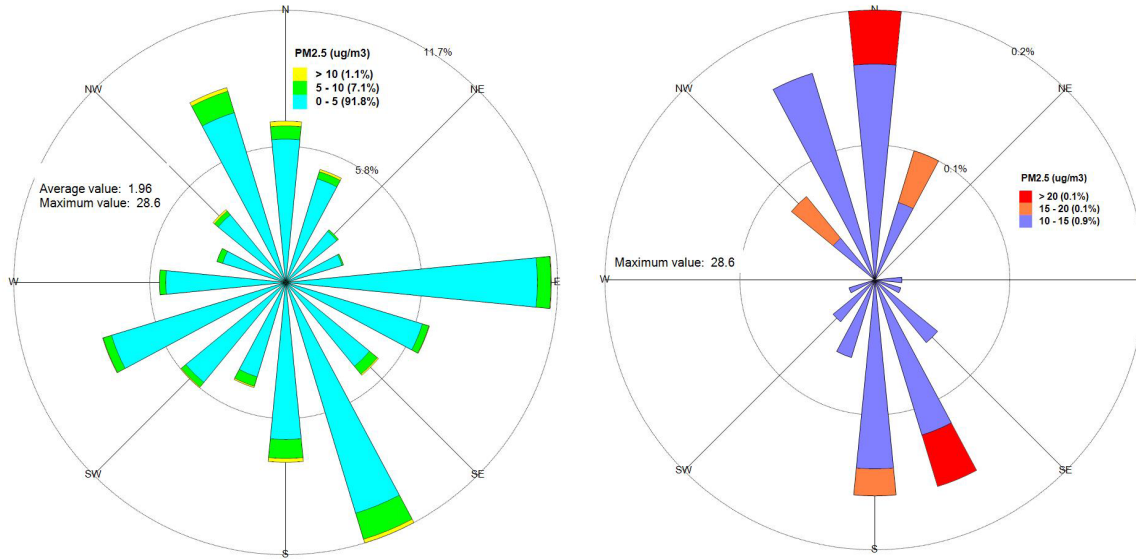 N
11.7%
PM2.5 (ug/m3)
> 10 (1.1%)
5 - 10 (7.1%)
0 - 5 (91.8%)
NW
NE
5.8%
Average value: 1.96
Maximum value: 28.6
W
E
SW
SE
S
N
0.2%
NW
NE
0.1%
PM2.5 (ug/m3)
> 20 (0.1%)
15 - 20 (0.1%)
10 - 15 (0.9%)
Maximum value: 28.6
W
SW
SE
S